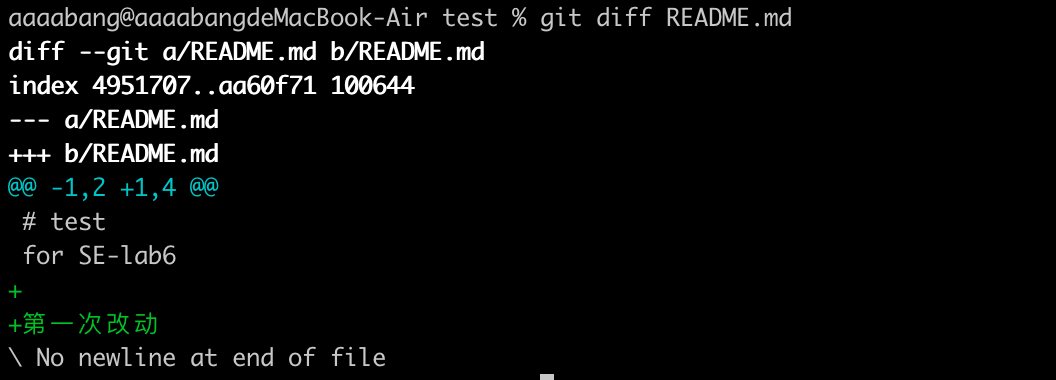 aaaabang@aaaabangdeMacBook-Air test % git diff README.md
diff --git a/README.md b/README.md
index 4951707..aa60f71 100644
--- a/README.md
+++ b/README.md
@@ -1,2 +1,4 @@
 # test
 for SE-lab6
+
+第一次改动
\ No newline at end of file